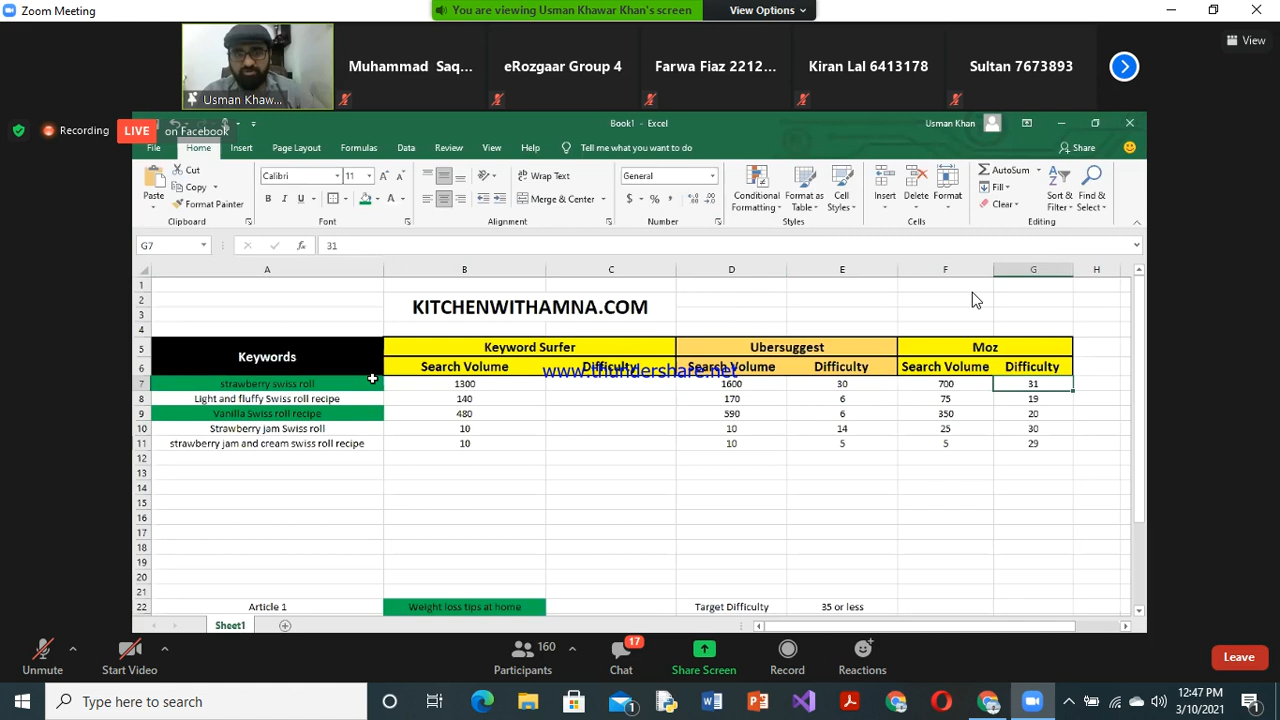 Zoom Meeting
You are viewing Usman Khawar Khan's screen
View Options
View
Usman Khaw...
Muhammad Saq...
eRozgaar Group 4
Farwa Fiaz 2212...
Kiran Lal 6413178
Sultan 7673893
Recording
LIVE on Facebook
Book1 - Excel
Usman Khan
File Home Insert Page Layout Formulas Data Review View Help Tell me what you want to do Share
Paste
Cut
Copy
Format Painter
Clipboard
Calibri 11
B I U
Font
Wrap Text
Merge & Center
Alignment
General
$ % ,
Number
Conditional Formatting
Format as Table
Cell Styles
Styles
Insert Delete Format
Cells
AutoSum
Fill
Clear
Sort & Filter
Find & Select
Editing
G7 fx 31
A B C D E F G H
1
2
3
KITCHENWITHAMNA.COM
4
5 Keywords Keyword Surfer Ubersuggest Moz
6 Search Volume Difficulty Search Volume Difficulty Search Volume Difficulty
www.thundershare.net
7 strawberry swiss roll 1300 1600 30 700 31
8 Light and fluffy Swiss roll recipe 140 170 6 75 19
9 Vanilla Swiss roll recipe 480 590 6 350 20
10 Strawberry jam Swiss roll 10 10 14 25 30
11 strawberry jam and cream swiss roll recipe 10 10 5 5 29
12
13
14
15
16
17
18
19
20
21
22 Article 1 Weight loss tips at home Target Difficulty 35 or less
Sheet1
Unmute
Start Video
160
Participants
17
Chat
Share Screen
Record
Reactions
Leave
Type here to search
1
12:47 PM
3/10/2021